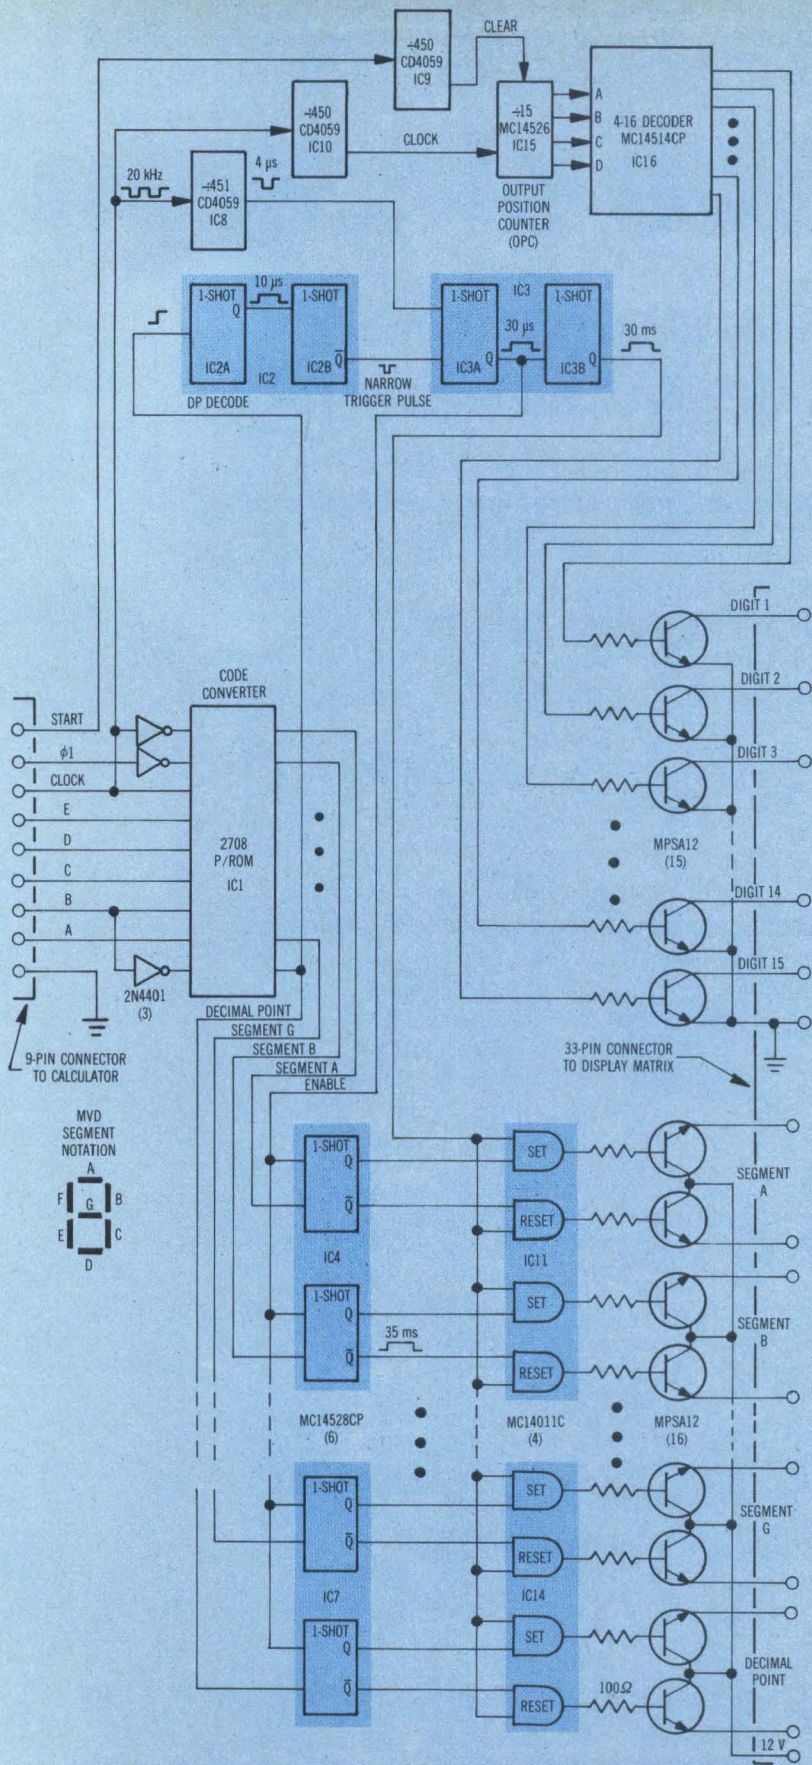 ÷450
CD4059
IC9
CLEAR
÷450
CD4059
IC10
CLOCK
÷15
MC14526
IC15
OUTPUT
POSITION
COUNTER
(OPC)
A
B
C
D
4-16 DECODER
MC14514CP
IC16
20 kHz
÷451
CD4059
IC8
4 µs
1-SHOT
Q
IC2A
10 µs
IC2
1-SHOT
Q̅
IC2B
DP DECODE
NARROW
TRIGGER PULSE
1-SHOT
IC3A
Q
IC3
30 µs
1-SHOT
IC3B
Q
30 ms
DIGIT 1
DIGIT 2
DIGIT 3
MPSA12
(15)
DIGIT 14
DIGIT 15
33-PIN CONNECTOR
TO DISPLAY MATRIX
CODE
CONVERTER
START
ϕ1
CLOCK
E
D
C
B
A
2708
P/ROM
IC1
2N4401
(3)
9-PIN CONNECTOR
TO CALCULATOR
DECIMAL POINT
SEGMENT G
SEGMENT B
SEGMENT A
ENABLE
MVD
SEGMENT
NOTATION
A
F
G
B
E
C
D
1-SHOT
Q
Q̅
IC4
1-SHOT
Q
Q̅
35 ms
MC14528CP
(6)
1-SHOT
Q
Q̅
IC7
1-SHOT
Q
Q̅
SET
RESET
IC11
SET
RESET
MC14011C
(4)
SET
RESET
IC14
SET
RESET
100Ω
MPSA12
(16)
SEGMENT
A
SEGMENT
B
SEGMENT
G
DECIMAL
POINT
12 V